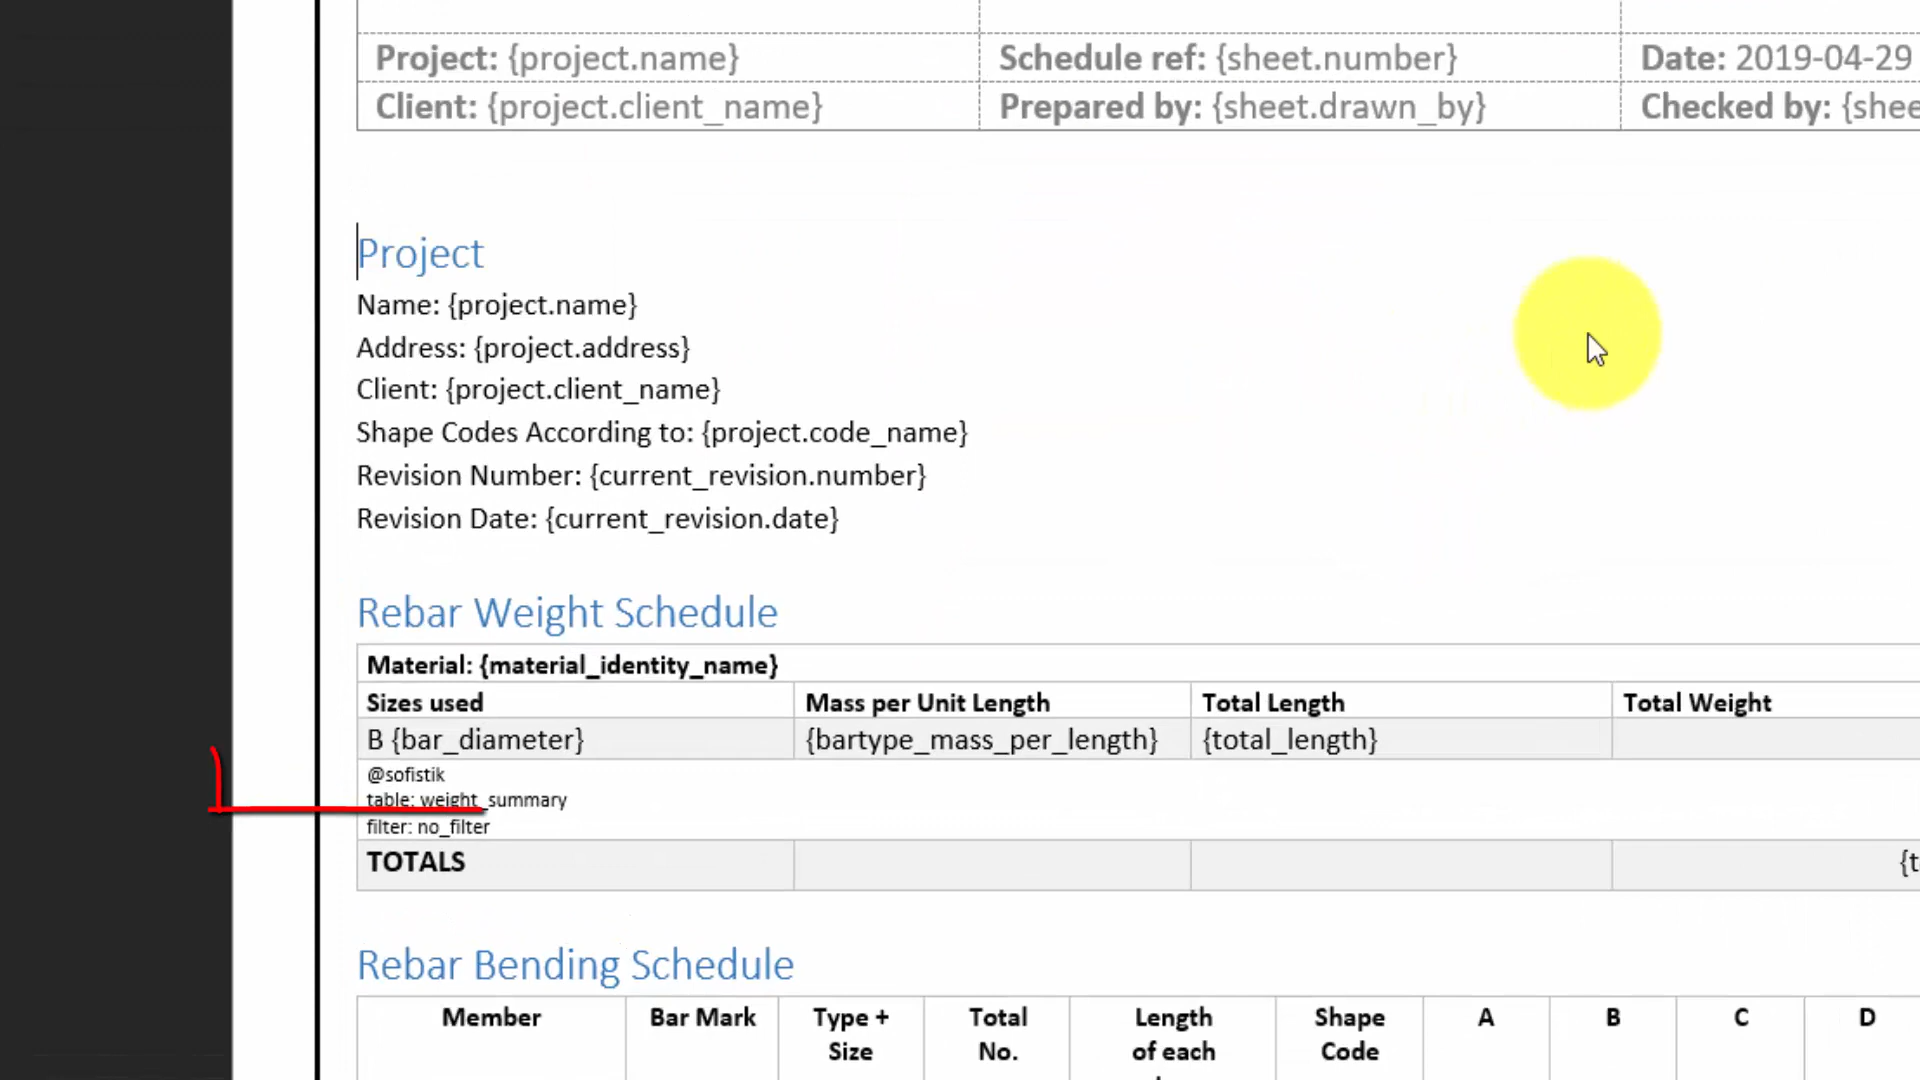 Project: {project.name} Schedule ref: {sheet.number} Date: 2019-04-29
Client: {project.client_name} Prepared by: {sheet.drawn_by} Checked by: {shee
Project
Name: {project.name}
Address: {project.address}
Client: {project.client_name}
Shape Codes According to: {project.code_name}
Revision Number: {current_revision.number}
Revision Date: {current_revision.date}
Rebar Weight Schedule
Material: {material_identity_name}
Sizes used Mass per Unit Length Total Length Total Weight
B {bar_diameter} {bartype_mass_per_length} {total_length}
@sofistik
table: weight_summary
filter: no_filter
TOTALS {t
Rebar Bending Schedule
Member Bar Mark Type + Total Length Shape A B C D
Size No. of each Code